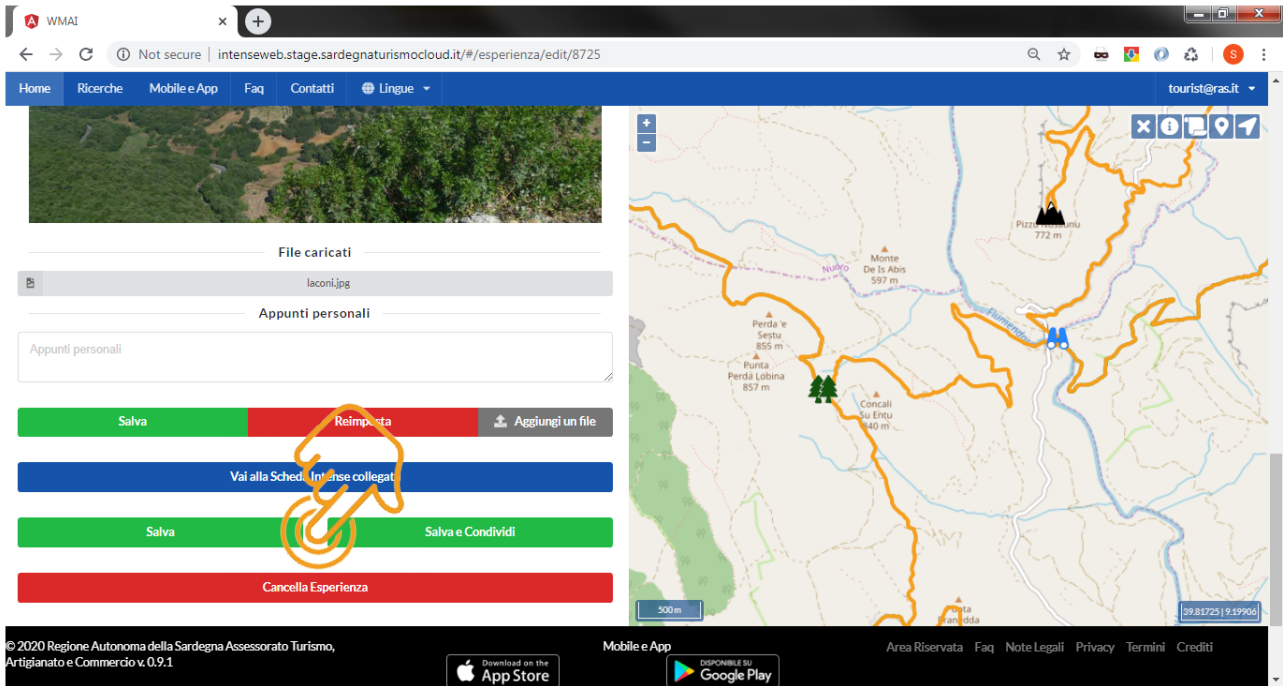 WMAI
Not secure
intenseweb.stage.sardegnaturismocloud.it/#/esperienza/edit/8725
S
Home
Ricerche
Mobile e App
Faq
Contatti
Lingue
tourist@ras.it
File caricati
laconi.jpg
Appunti personali
Appunti personali
Salva
Reimposta
Aggiungi un file
Vai alla Scheda Intense collegata
Salva
Salva e Condividi
Cancella Esperienza
+
−
772 m
Nuoro
Monte
De Is Abis
597 m
Perda 'e
Sestu
855 m
Punta
Perda Lobina
857 m
Concali
Su Entu
500 m
39.81725 | 9.19906
© 2020 Regione Autonoma della Sardegna Assessorato Turismo,
Artigianato e Commercio v. 0.9.1
Mobile e App
Download on the
App Store
DISPONIBILE SU
Google Play
Area Riservata
Faq
Note Legali
Privacy
Termini
Crediti